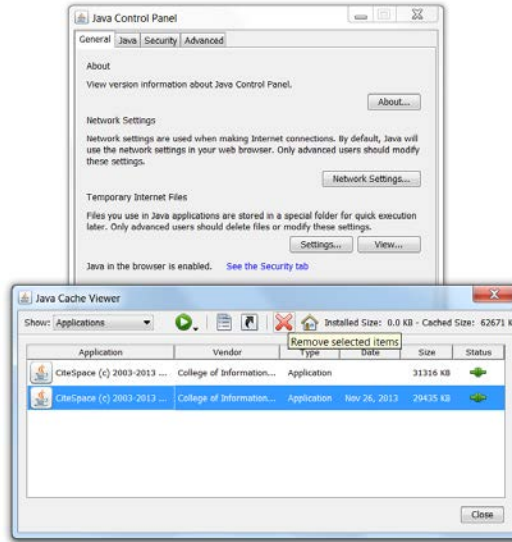 Java Control Panel
General Java Security Advanced
About
View version information about Java Control Panel.
About...
Network Settings
Network settings are used when making Internet connections. By default, Java will
use the network settings in your web browser. Only advanced users should modify
these settings.
Network Settings...
Temporary Internet Files
Files you use in Java applications are stored in a special folder for quick execution
later. Only advanced users should delete files or modify these settings.
Settings... View...
Java in the browser is enabled. See the Security tab
Java Cache Viewer
Show: Applications Installed Size: 0.0 KB - Cached Size: 62671 K
Remove selected items
Application Vendor Type Date Size Status
CiteSpace (c) 2003-2013 ... College of Information... Application 31316 KB
CiteSpace (c) 2003-2013 ... College of Information... Application Nov 26, 2013 29435 KB
Close